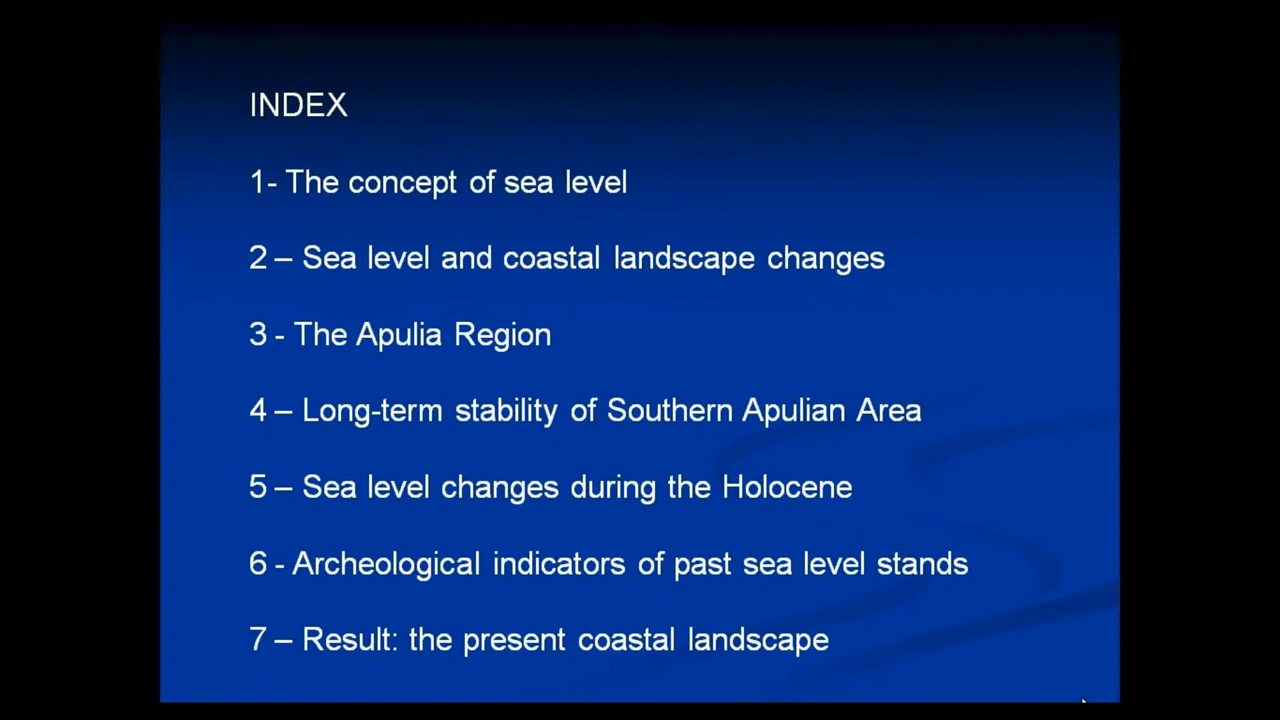 INDEX
1- The concept of sea level
2 – Sea level and coastal landscape changes
3 - The Apulia Region
4 – Long-term stability of Southern Apulian Area
5 – Sea level changes during the Holocene
6 - Archeological indicators of past sea level stands
7 – Result: the present coastal landscape